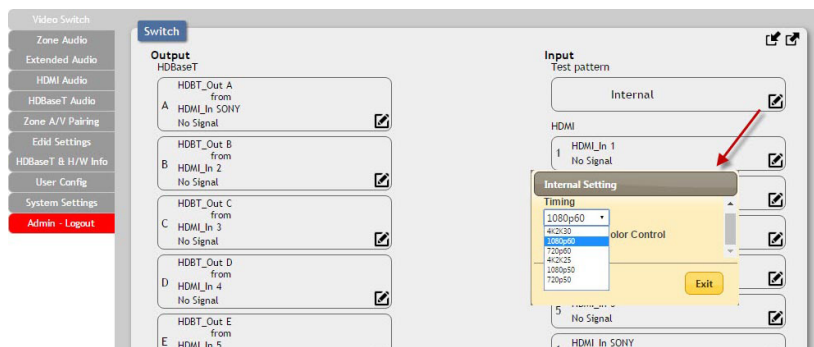 Video Switch
Zone Audio
Extended Audio
HDMI Audio
HDBaseT Audio
Zone A/V Pairing
Edid Settings
HDBaseT & H/W Info
User Config
System Settings
Admin - Logout
Switch
Output
HDBaseT
HDBT_Out A
from
A HDMI_In SONY
No Signal
HDBT_Out B
from
B HDMI_In 2
No Signal
HDBT_Out C
from
C HDMI_In 3
No Signal
HDBT_Out D
from
D HDMI_In 4
No Signal
HDBT_Out E
from
E HDMI_In 5
Input
Test pattern
Internal
HDMI
1 HDMI_In 1
No Signal
Internal Setting
Timing
1080p60
4K2K30
1080p60
720p60
4K2K25
1080p50
720p50
olor Control
Exit
5
No Signal
HDMI_In SONY